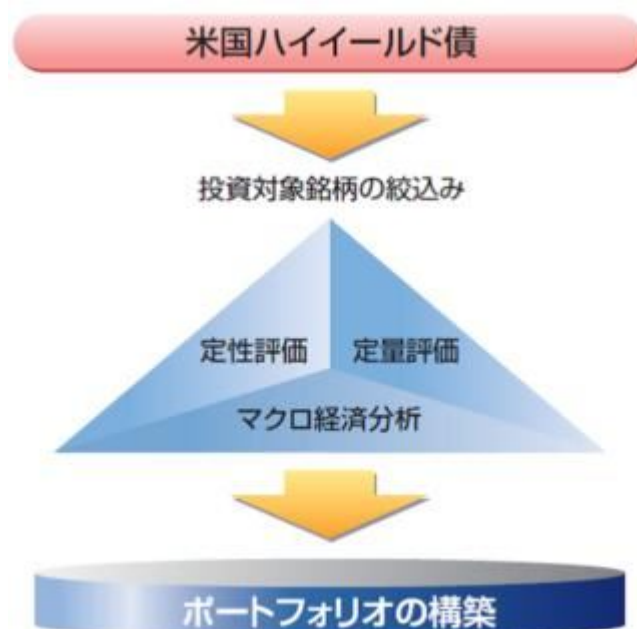 米国ハイイールド債
投資対象銘柄の絞込み
定性評価
定量評価
マクロ経済分析
ポートフォリオの構築